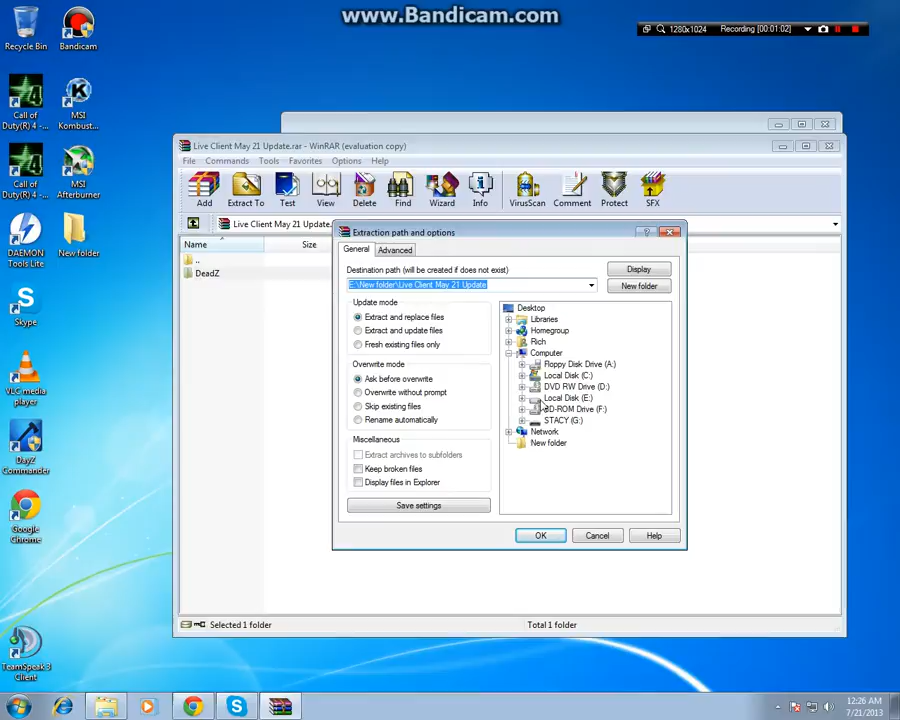 www.Bandicam.com
1280x1024 Recording [00:01:02]
Recycle Bin
Bandicam
Call of Duty(R) 4 -...
MSI Kombust...
Call of Duty(R) 4 -...
MSI Afterburner
DAEMON Tools Lite
New folder
Skype
VLC media player
DayZ Commander
Google Chrome
TeamSpeak 3 Client
Live Client May 21 Update.rar - WinRAR (evaluation copy)
File Commands Tools Favorites Options Help
Add Extract To Test View Delete Find Wizard Info VirusScan Comment Protect SFX
Live Client May 21 Update.
Name Size
..
DeadZ
Extraction path and options
General Advanced
Destination path (will be created if does not exist)
Display
E:\New folder\Live Client May 21 Update
New folder
Update mode
Extract and replace files
Extract and update files
Fresh existing files only
Overwrite mode
Ask before overwrite
Overwrite without prompt
Skip existing files
Rename automatically
Miscellaneous
Extract archives to subfolders
Keep broken files
Display files in Explorer
Save settings
Desktop
Libraries
Homegroup
Rich
Computer
Floppy Disk Drive (A:)
Local Disk (C:)
DVD RW Drive (D:)
Local Disk (E:)
BD-ROM Drive (F:)
STACY (G:)
Network
New folder
OK Cancel Help
Selected 1 folder
Total 1 folder
12:26 AM
7/21/2013